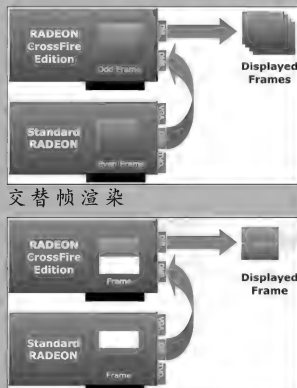 RADEON
CrossFire
Edition
Odd Frame
Displayed
Frames
Standard
RADEON
Even Frame
交替帧渲染
RADEON
CrossFire
Edition
Frame
Displayed
Frame
Standard
RADEON
Frame